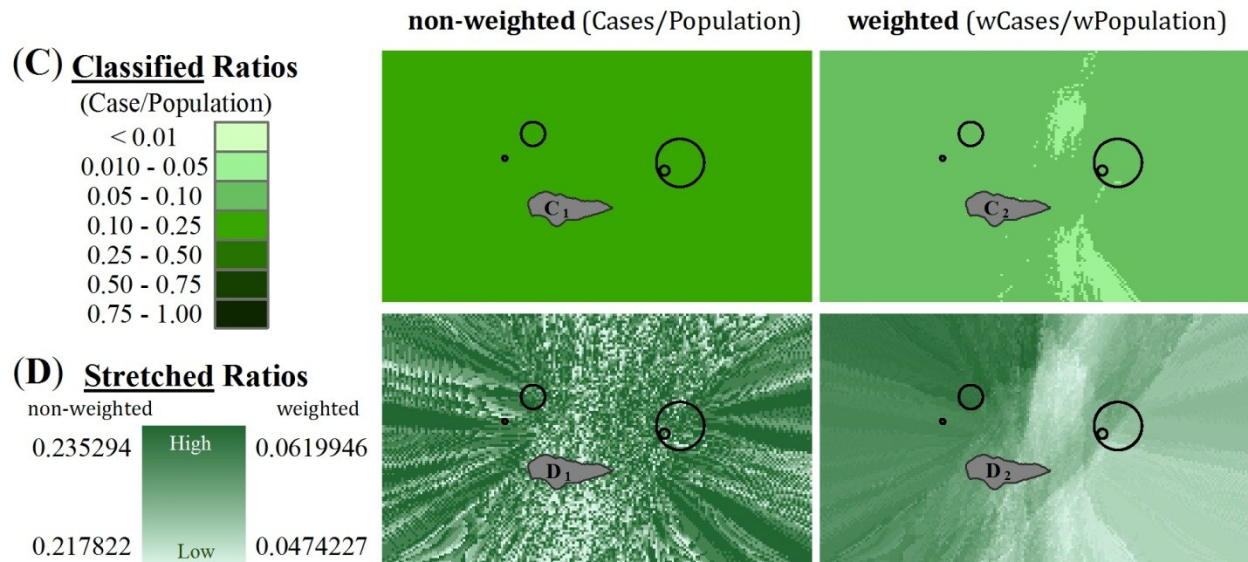 non-weighted (Cases/Population)
weighted (wCases/wPopulation)
(C) Classified Ratios
(Case/Population)
< 0.01
0.010 - 0.05
0.05 - 0.10
0.10 - 0.25
0.25 - 0.50
0.50 - 0.75
0.75 - 1.00
C1
C2
(D) Stretched Ratios
non-weighted
weighted
0.235294
High
0.0619946
0.217822
Low
0.0474227
D1
D2